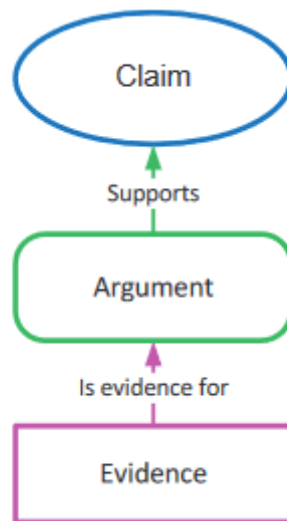 Claim
Supports
Argument
Is evidence for
Evidence